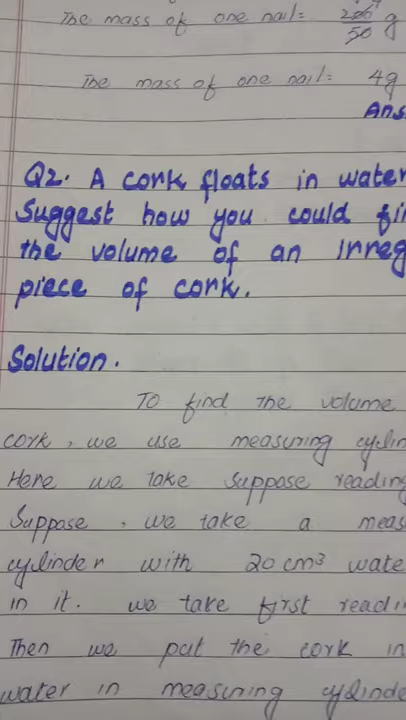 The mass of one nail = 200/50 g
The mass of one nail = 4g
Ans
Q2. A cork floats in water
Suggest how you could
the volume of an
piece of cork.
Solution.
To find the volume
cork, we use measuring
Here we take suppose reading
Suppose, we take a
cylinder with 20 cm³
in it. we take first
Then we put the cork in
water in measuring